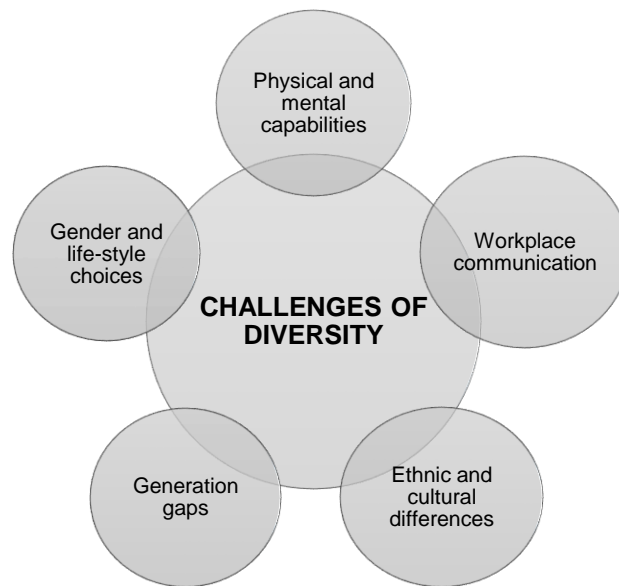 Physical and
mental
capabilities
Gender and
life-style
choices
Workplace
communication
CHALLENGES OF
DIVERSITY
Generation
gaps
Ethnic and
cultural
differences